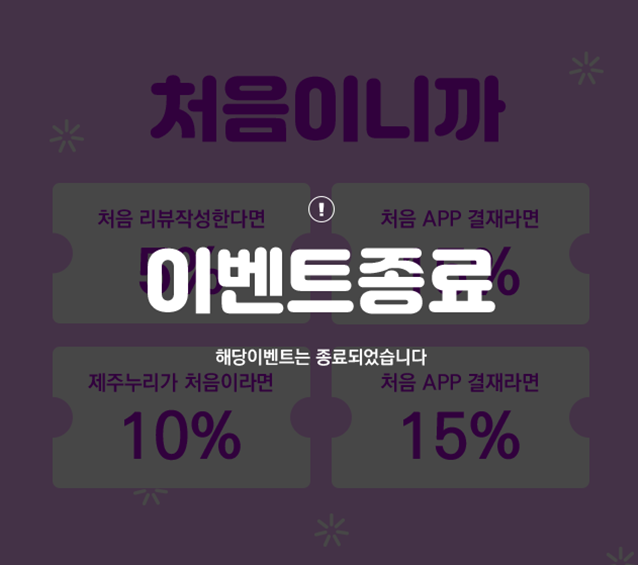 처음이니까
처음 리뷰작성한다면
처음 APP 결재라면
5%
%
!
이벤트종료
해당이벤트는 종료되었습니다
제주누리가 처음이라면
처음 APP 결재라면
10%
15%